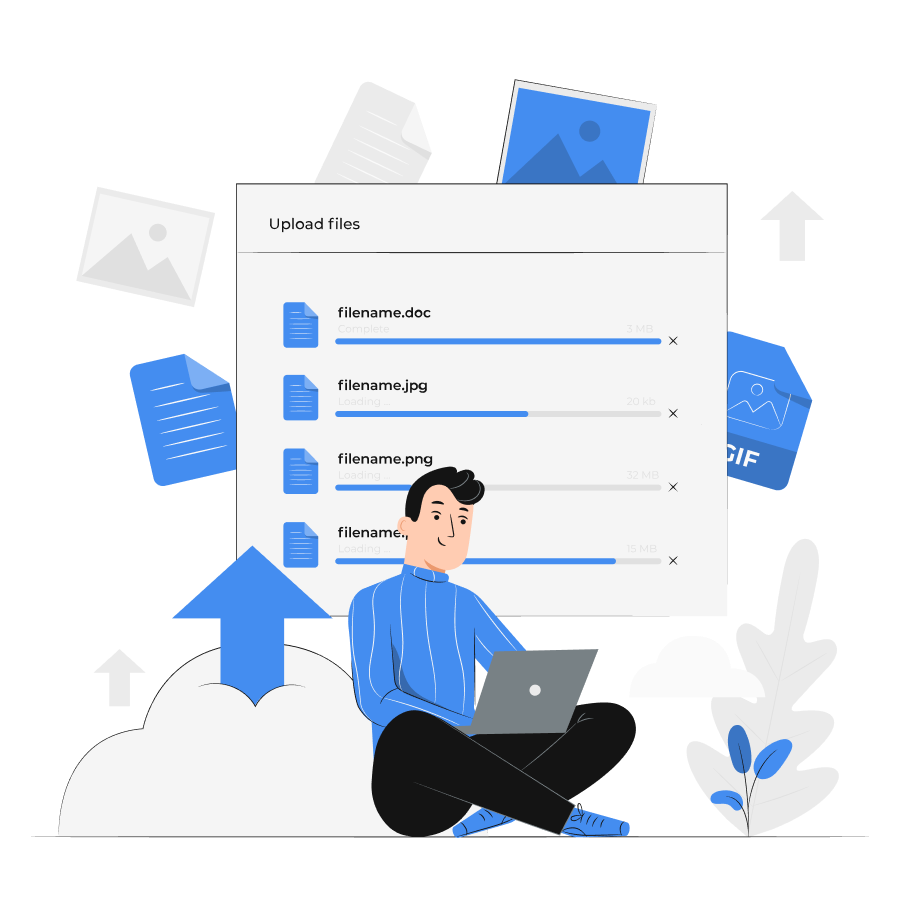 Upload files
filename.doc
Complete 3 MB
filename.jpg
Loading ... 20 kb
filename.png
Loading ... 32 MB
filename.
Loading ... 15 MB
GIF